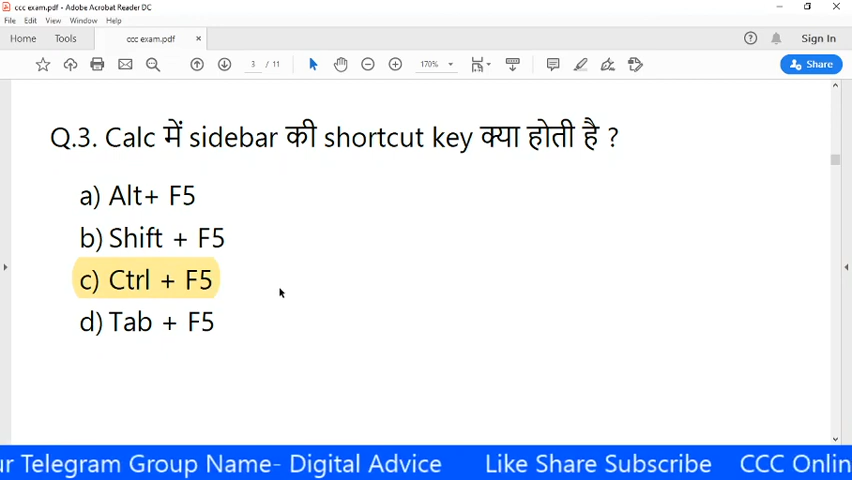 ccc exam.pdf - Adobe Acrobat Reader DC
File Edit View Window Help
Home Tools ccc exam.pdf × Sign In
3 / 11 170% Share
Q.3. Calc में sidebar की shortcut key क्या होती है ?
a) Alt+ F5
b) Shift + F5
c) Ctrl + F5
d) Tab + F5
ur Telegram Group Name- Digital Advice Like Share Subscribe CCC Onlin